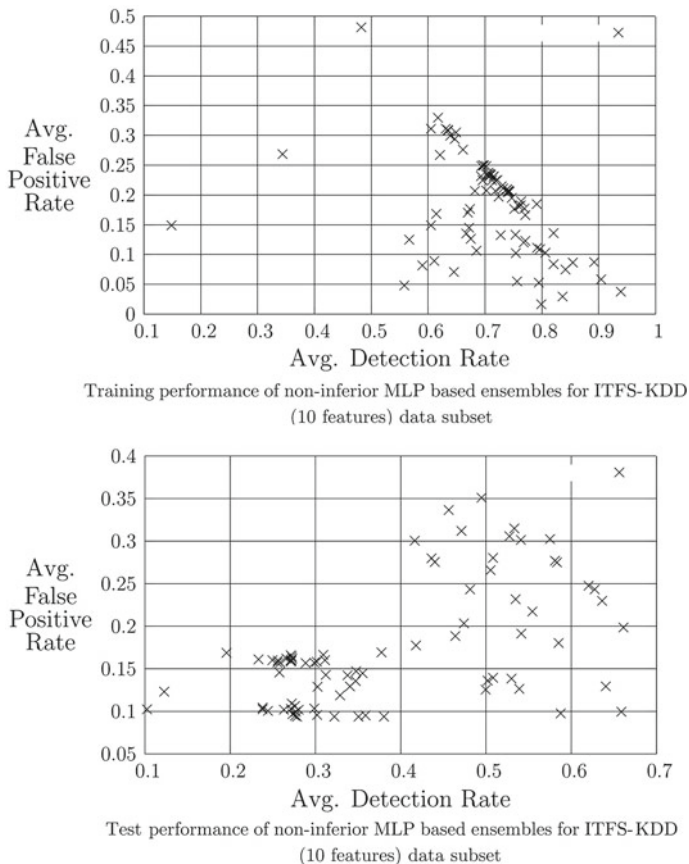 0.5
0.45
0.4
0.35
0.3
0.25
0.2
0.15
0.1
0.05
0
Avg.
False
Positive
Rate
0.1 0.2 0.3 0.4 0.5 0.6 0.7 0.8 0.9 1
Avg. Detection Rate
Training performance of non-inferior MLP based ensembles for ITFS-KDD
(10 features) data subset
0.4
0.35
0.3
0.25
0.2
0.15
0.1
0.05
Avg.
False
Positive
Rate
0.1 0.2 0.3 0.4 0.5 0.6 0.7
Avg. Detection Rate
Test performance of non-inferior MLP based ensembles for ITFS-KDD
(10 features) data subset